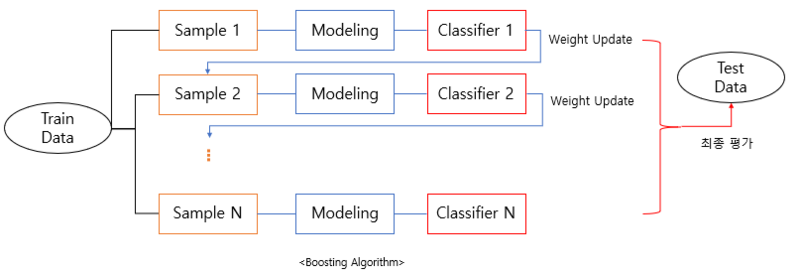 Sample 1
Modeling
Classifier 1
Weight Update
Test
Data
Sample 2
Modeling
Classifier 2
Weight Update
Train
Data
최종 평가
Sample N
Modeling
Classifier N
<Boosting Algorithm>